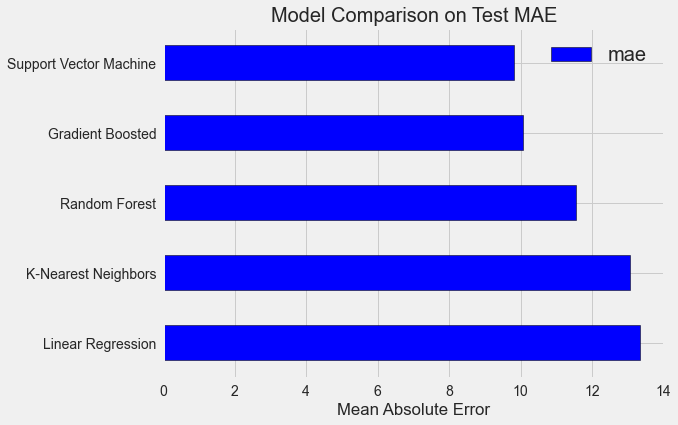 Model Comparison on Test MAE
mae
Support Vector Machine
Gradient Boosted
Random Forest
K-Nearest Neighbors
Linear Regression
0 2 4 6 8 10 12 14
Mean Absolute Error